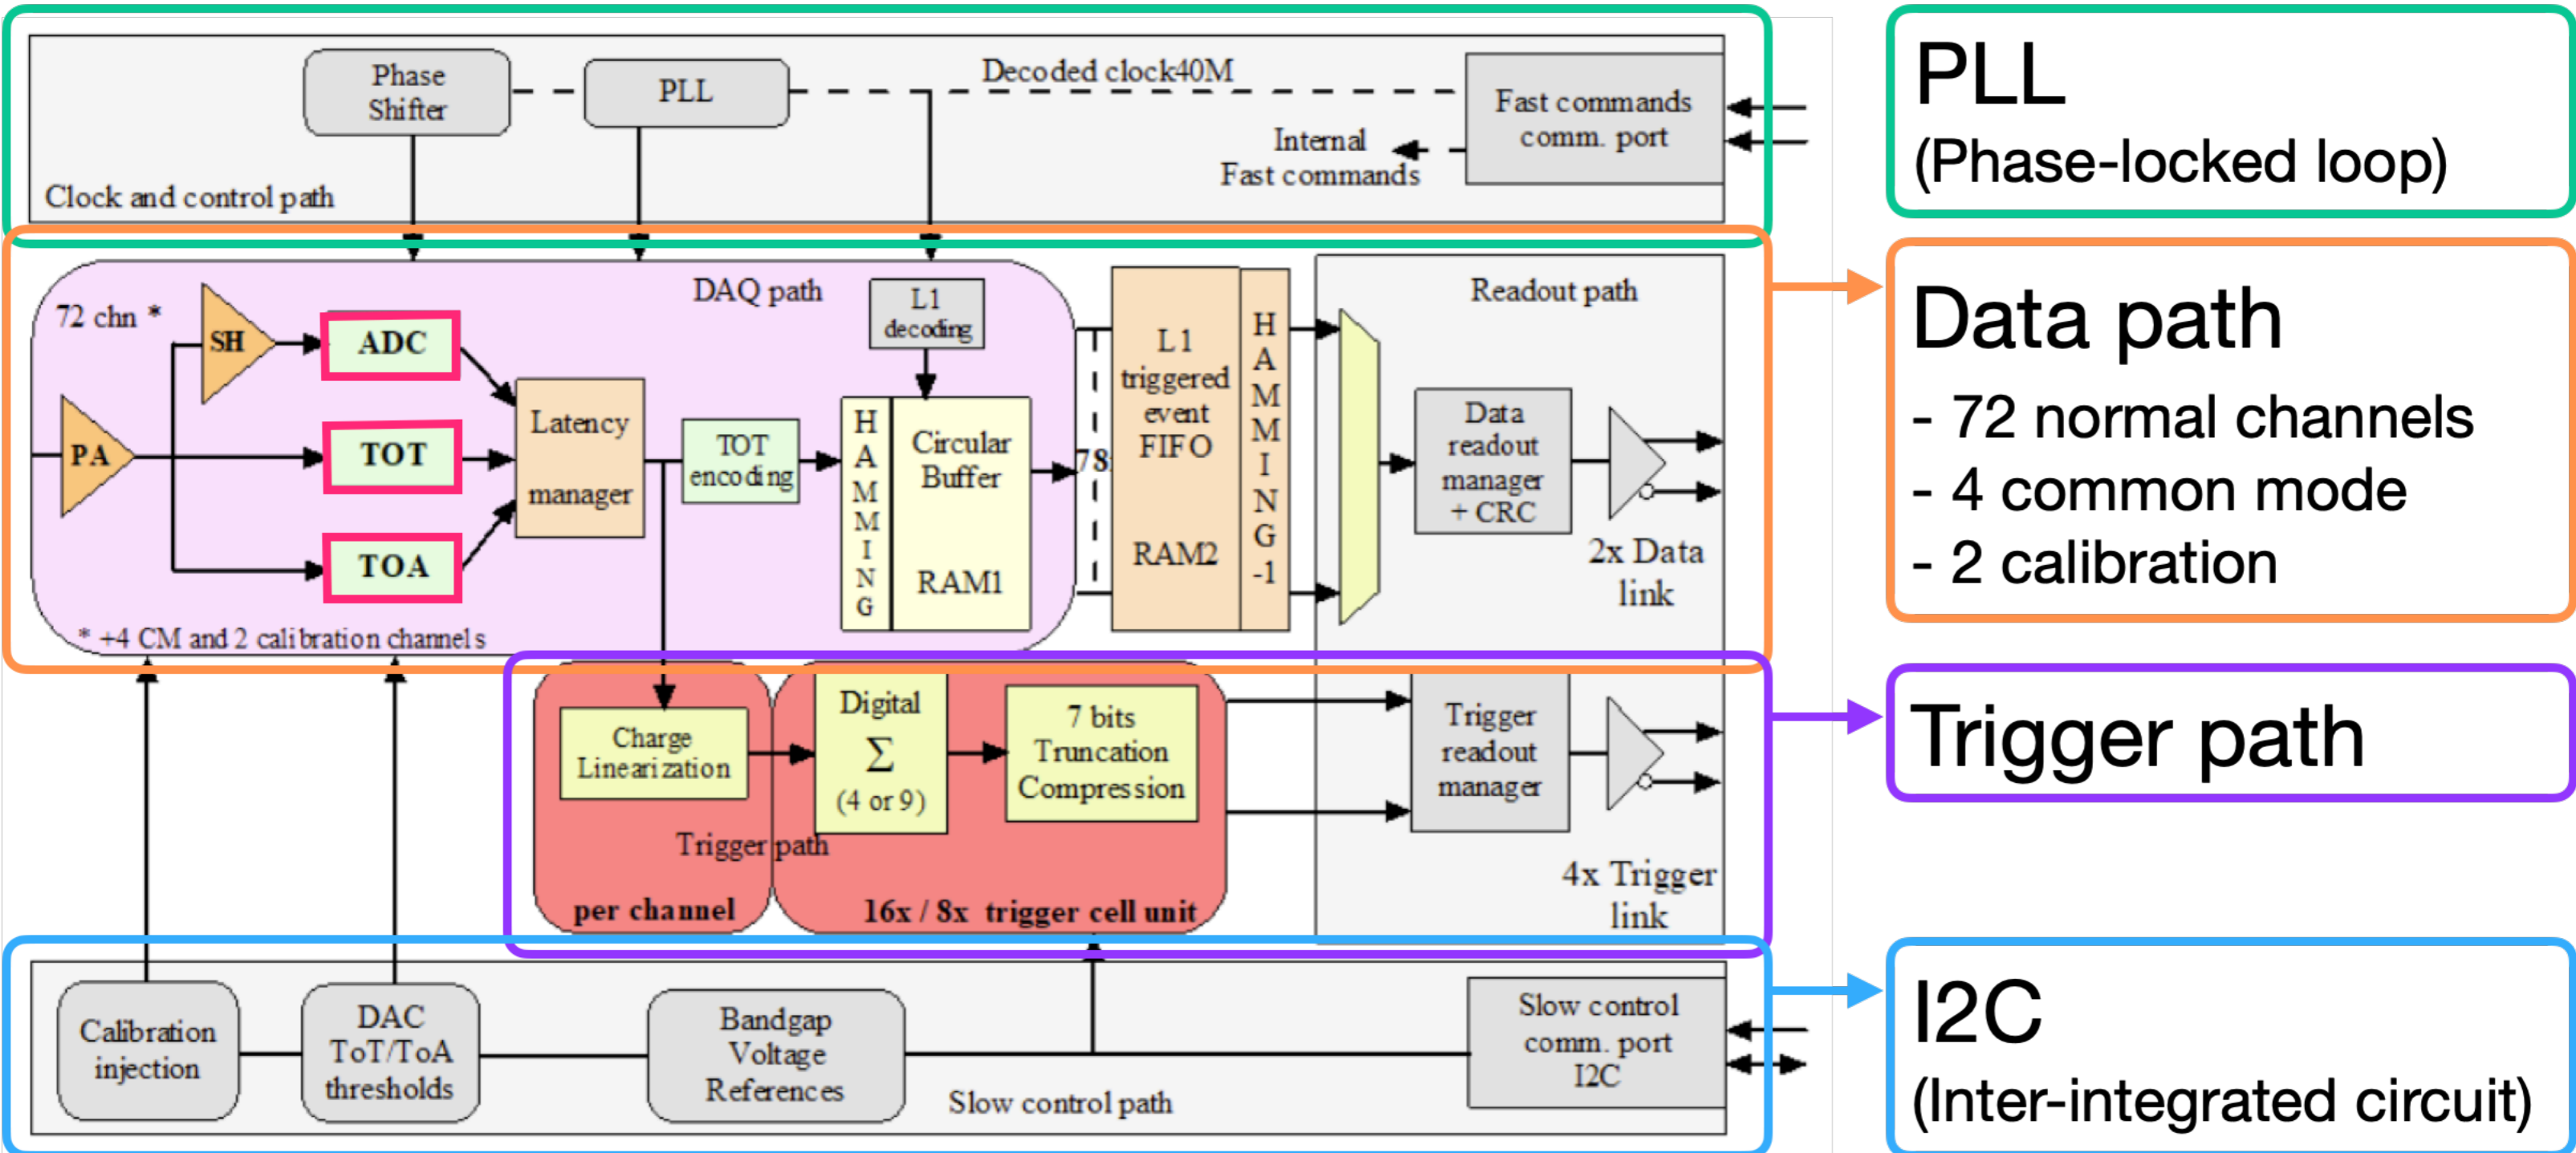 Phase
Shifter
PLL
Decoded clock40M
Fast commands
comm. port
Internal
Fast commands
Clock and control path
PLL
(Phase-locked loop)
72 chn *
DAQ path
SH
ADC
PA
TOT
TOA
Latency
manager
TOT
encoding
L1
decoding
HAMMING
Circular
Buffer
RAM1
78
L1
triggered
event
FIFO
RAM2
HAMMING
-1
Readout path
Data
readout
manager
+ CRC
2x Data
link
* +4 CM and 2 calibration channels
Data path
- 72 normal channels
- 4 common mode
- 2 calibration
Charge
Linearization
Digital
Σ
(4 or 9)
7 bits
Truncation
Compression
Trigger path
per channel
16x / 8x trigger cell unit
Trigger
readout
manager
4x Trigger
link
Trigger path
Calibration
injection
DAC
ToT/ToA
thresholds
Bandgap
Voltage
References
Slow control path
Slow control
comm. port
I2C
I2C
(Inter-integrated circuit)